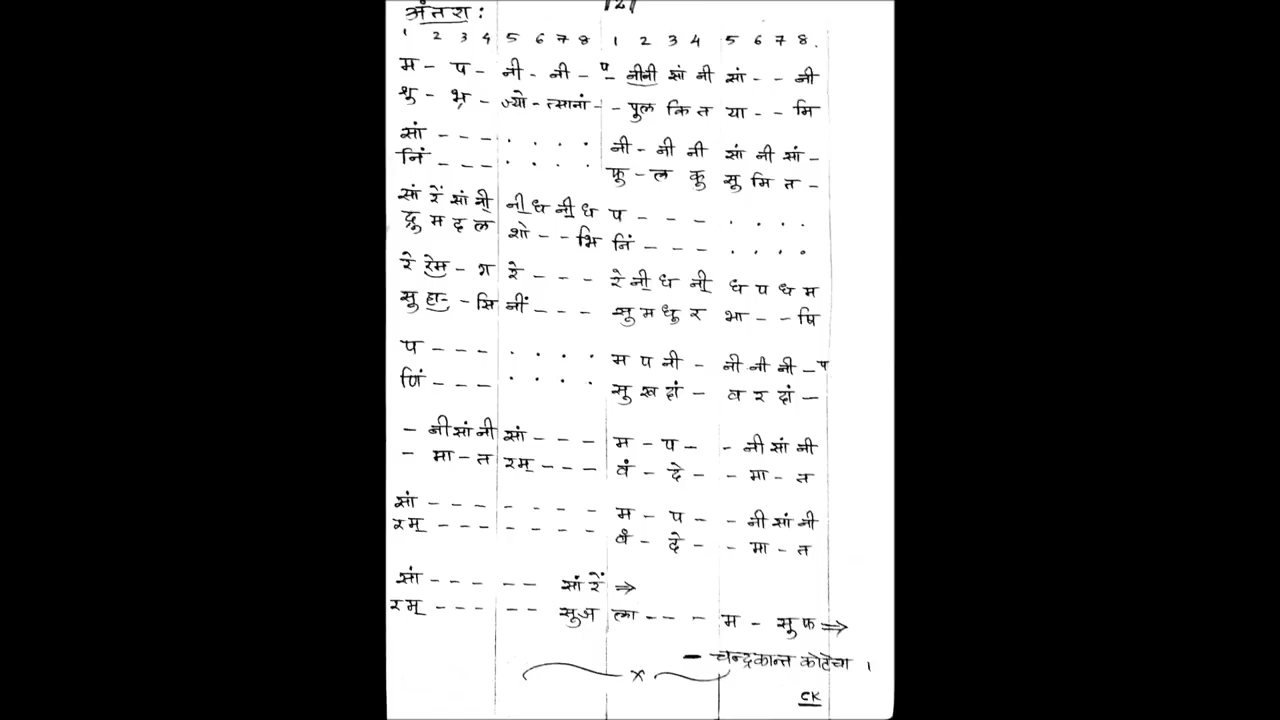 /2/
अंतरा :
1 2 3 4 5 6 7 8 1 2 3 4 5 6 7 8.
म - प - नी - नी - प नीनी सां नी सां - - नी
शु - भ्र - ज्यो - त्सानां - - पुल कि त या - - मि
सां - - - . . . . नी - नी नी सां नी सां -
निं - - - . . . . फु - ल कु सु मि त -
सां रें सां नी॒ नी॒ ध नी॒ ध प - - - . . . .
द्रु म द ल शो - - भि निं - - - . . . .
रे रेम - ग रे - - - रे नी॒ ध नी॒ ध प ध म
सु हाः - सि नीं - - - सु म धु र भा - - षि
प - - - . . . . म प नी - नी नी नी - प
णिं - - - . . . . सु ख दां - व र दां -
- नी सां नी सां - - - म - प - - नी सां नी
- मा - त रम् - - - वं - दे - - मा - त
सां - - - - - - - म - प - - नी सां नी
रम् - - - - - - - वं - दे - - मा - त
सां - - - - - सां रें ⇒
रम् - - - - - सुज ला - - - म - सु फ ⇒
- चन्द्रकान्त कोटेचा ।
x
CK